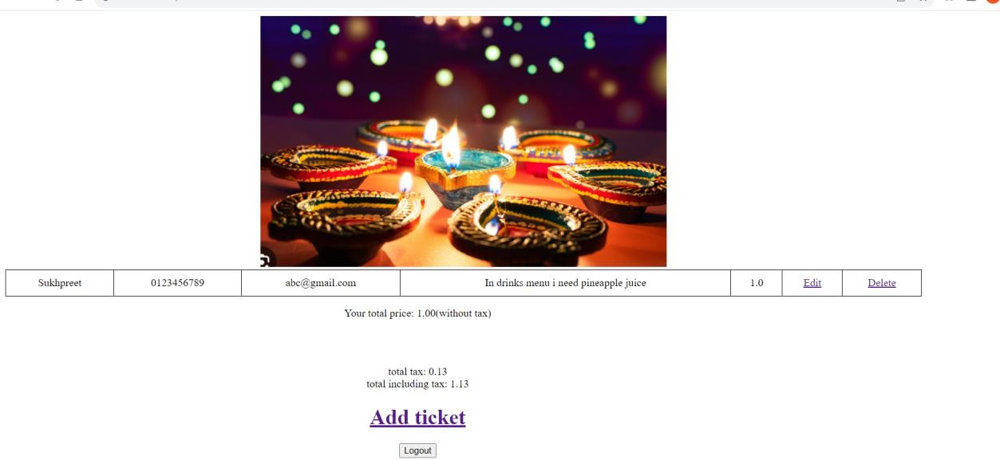 Sukhpreet 0123456789 abc@gmail.com In drinks menu i need pineapple juice 1.0 Edit Delete
Your total price: 1.00(without tax)
total tax: 0.13
total including tax: 1.13
Add ticket
Logout